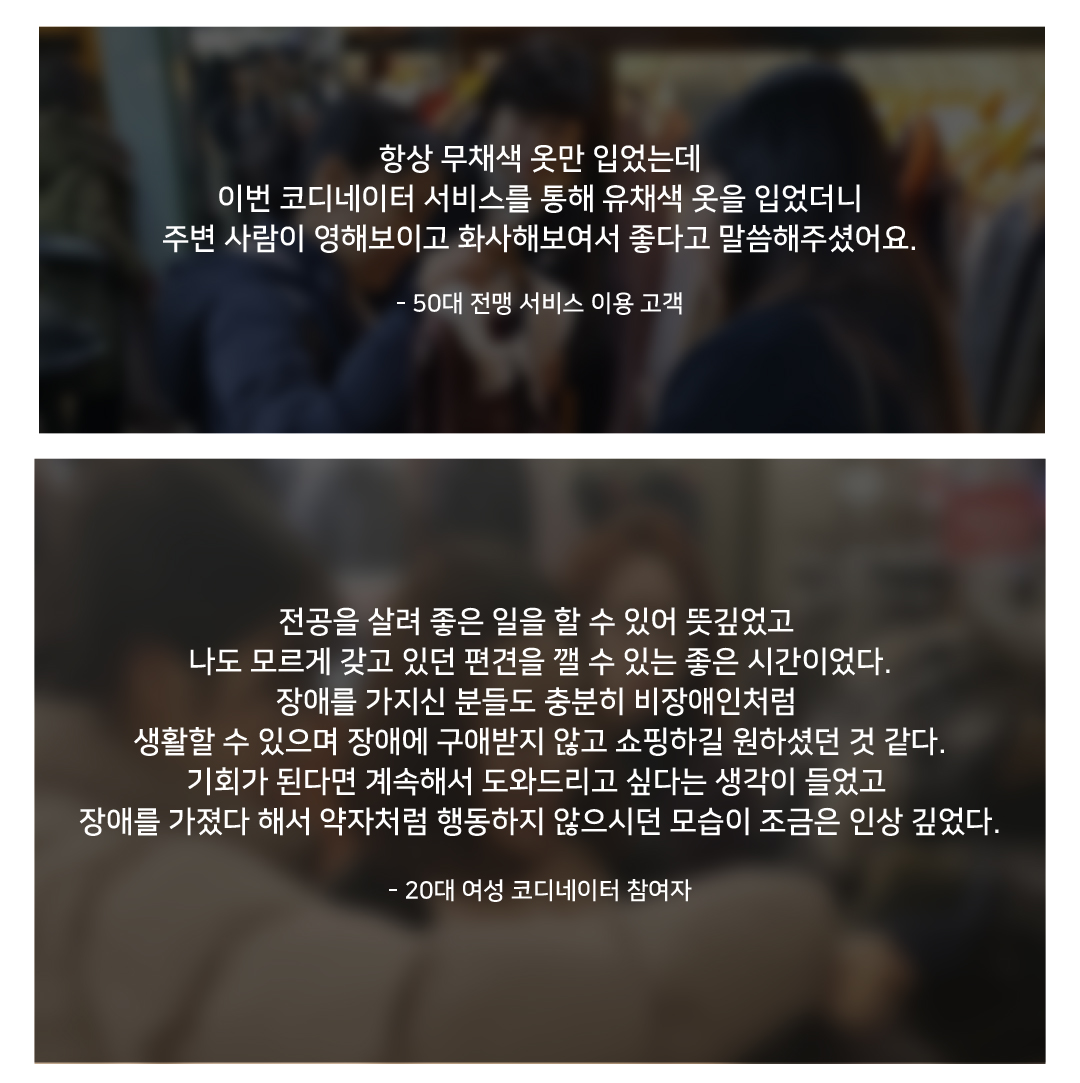 항상 무채색 옷만 입었는데
이번 코디네이터 서비스를 통해 유채색 옷을 입었더니
주변 사람이 영해보이고 화사해보여서 좋다고 말씀해주셨어요.
- 50대 전맹 서비스 이용 고객
전공을 살려 좋은 일을 할 수 있어 뜻깊었고
나도 모르게 갖고 있던 편견을 깰 수 있는 좋은 시간이었다.
장애를 가지신 분들도 충분히 비장애인처럼
생활할 수 있으며 장애에 구애받지 않고 쇼핑하길 원하셨던 것 같다.
기회가 된다면 계속해서 도와드리고 싶다는 생각이 들었고
장애를 가졌다 해서 약자처럼 행동하지 않으시던 모습이 조금은 인상 깊었다.
- 20대 여성 코디네이터 참여자